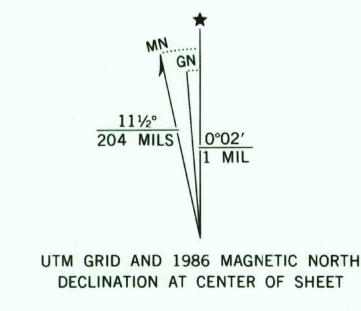 ★
MN
GN
11½°
204 MILS
0°02′
1 MIL
UTM GRID AND 1986 MAGNETIC NORTH
DECLINATION AT CENTER OF SHEET